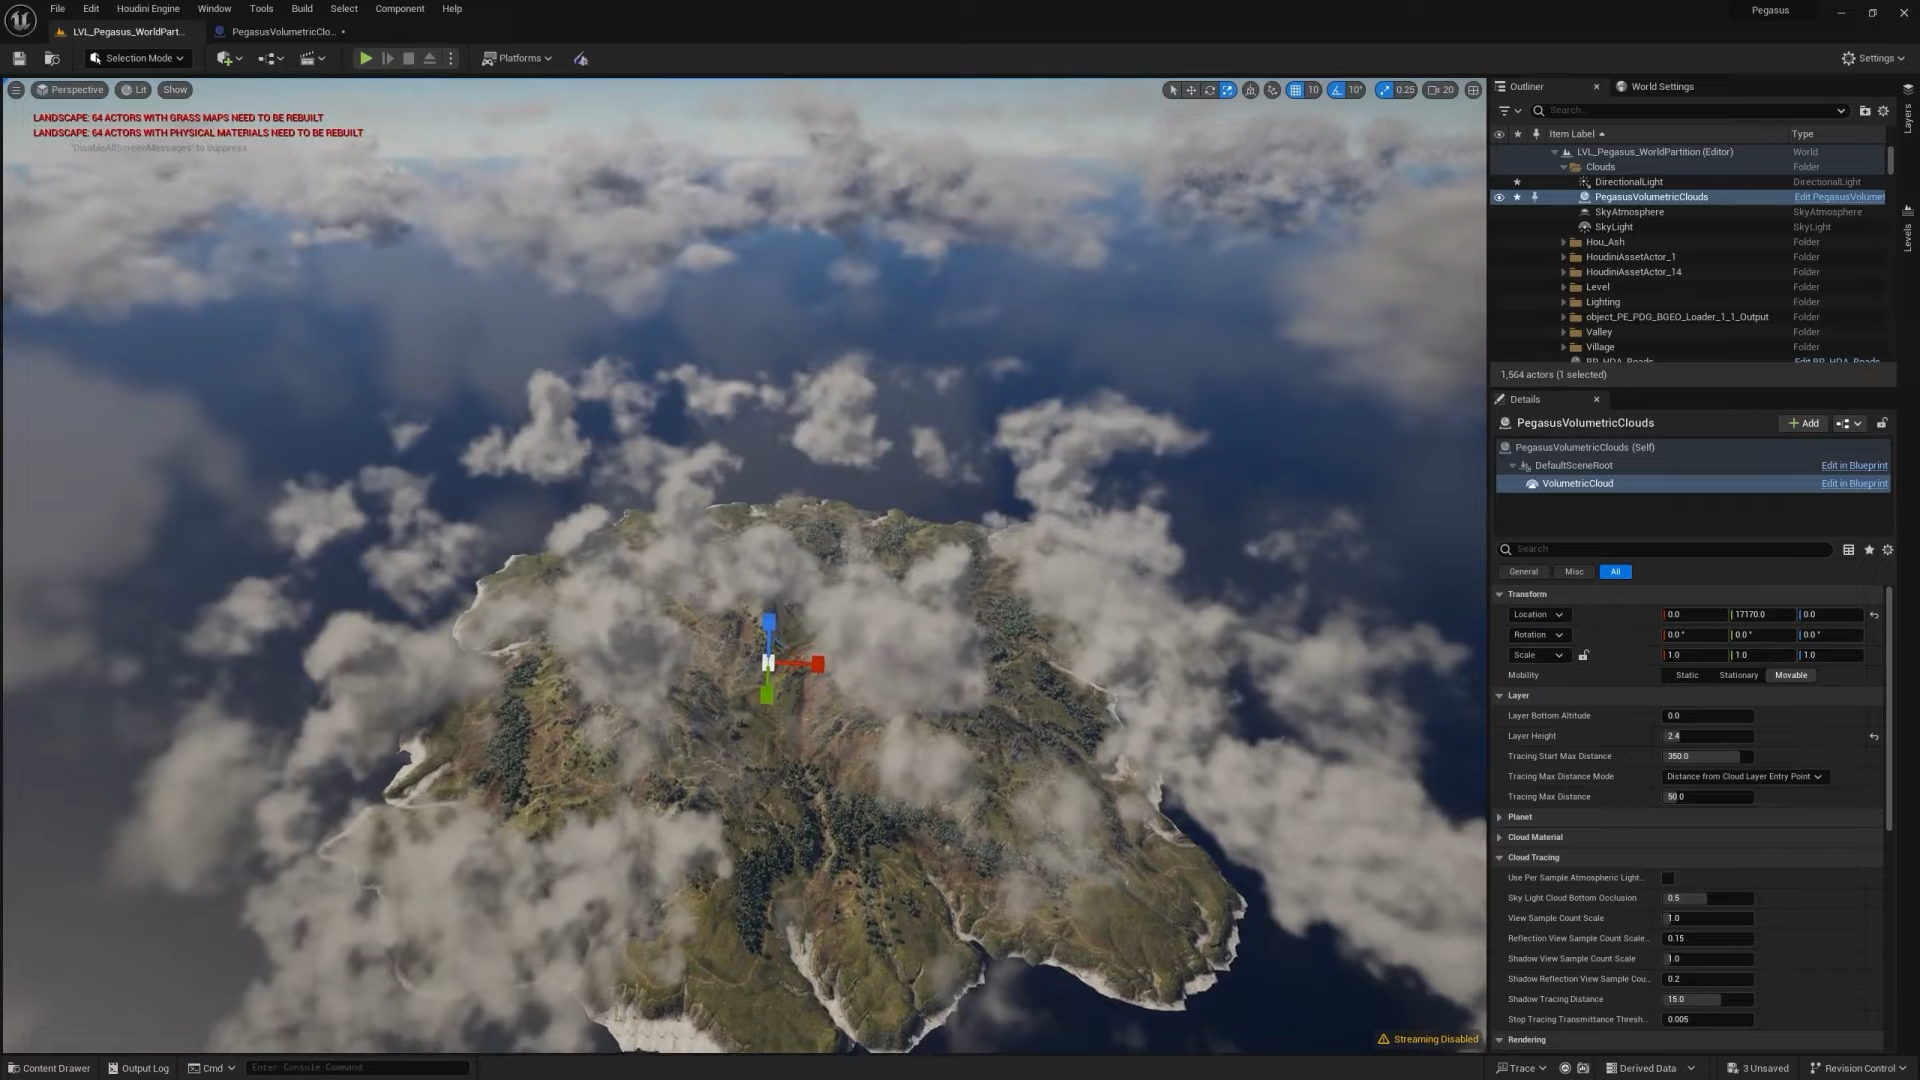 File Edit Houdini Engine Window Tools Build Select Component Help
Pegasus
LVL_Pegasus_WorldPart...
PegasusVolumetricClo... •
Selection Mode
Platforms
Settings
Perspective Lit Show
10 10° 0.25 20
LANDSCAPE: 64 ACTORS WITH GRASS MAPS NEED TO BE REBUILT
LANDSCAPE: 64 ACTORS WITH PHYSICAL MATERIALS NEED TO BE REBUILT
'DisableAllScreenMessages' to suppress
Streaming Disabled
Outliner
World Settings
Search...
Item Label Type
LVL_Pegasus_WorldPartition (Editor) World
Clouds Folder
DirectionalLight DirectionalLight
PegasusVolumetricClouds Edit PegasusVolumet
SkyAtmosphere SkyAtmosphere
SkyLight SkyLight
Hou_Ash Folder
HoudiniAssetActor_1 Folder
HoudiniAssetActor_14 Folder
Level Folder
Lighting Folder
object_PE_PDG_BGEO_Loader_1_1_Output Folder
Valley Folder
Village Folder
BP_HDA_Roads Edit BP_HDA_Roads
1,564 actors (1 selected)
Layers
Levels
Details
PegasusVolumetricClouds
Add
PegasusVolumetricClouds (Self)
DefaultSceneRoot Edit in Blueprint
VolumetricCloud Edit in Blueprint
Search
General Misc All
Transform
Location 0.0 17170.0 0.0
Rotation 0.0° 0.0° 0.0°
Scale 1.0 1.0 1.0
Mobility Static Stationary Movable
Layer
Layer Bottom Altitude 0.0
Layer Height 2.4
Tracing Start Max Distance 350.0
Tracing Max Distance Mode Distance from Cloud Layer Entry Point
Tracing Max Distance 50.0
Planet
Cloud Material
Cloud Tracing
Use Per Sample Atmospheric Light...
Sky Light Cloud Bottom Occlusion 0.5
View Sample Count Scale 1.0
Reflection View Sample Count Scale... 0.15
Shadow View Sample Count Scale 1.0
Shadow Reflection View Sample Cou... 0.2
Shadow Tracing Distance 15.0
Stop Tracing Transmittance Thresh... 0.005
Rendering
Content Drawer Output Log Cmd Enter Console Command
Trace Derived Data 3 Unsaved Revision Control